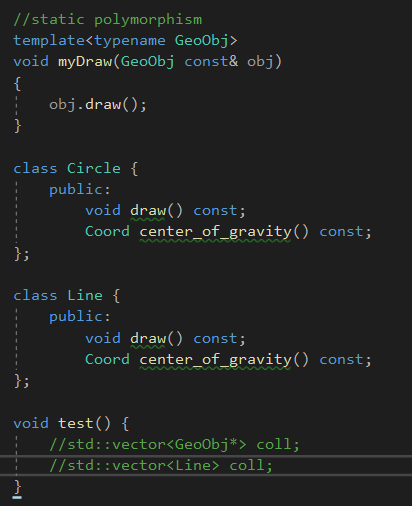 //static polymorphism
template<typename GeoObj>
void myDraw(GeoObj const& obj)
{
    obj.draw();
}

class Circle {
    public:
        void draw() const;
        Coord center_of_gravity() const;
};

class Line {
    public:
        void draw() const;
        Coord center_of_gravity() const;
};

void test() {
    //std::vector<GeoObj*> coll;
    //std::vector<Line> coll;
}